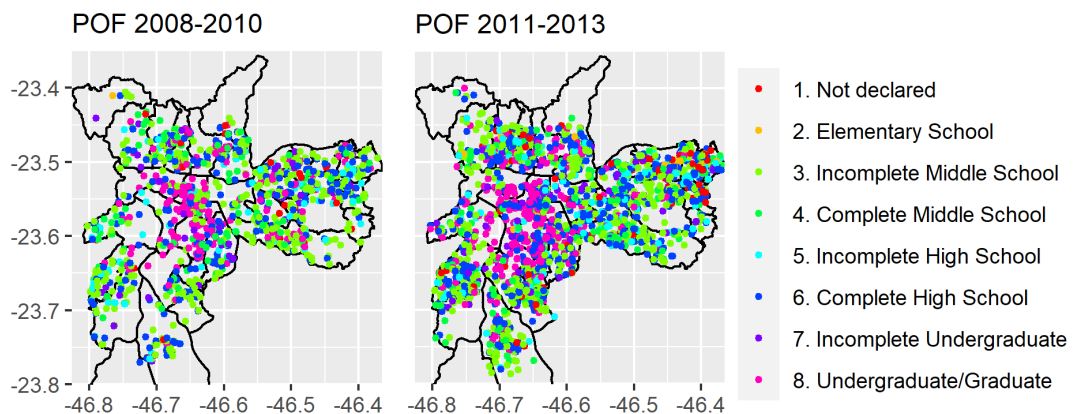 POF 2008-2010
POF 2011-2013
-23.4
-23.5
-23.6
-23.7
-23.8
-46.8 -46.7 -46.6 -46.5 -46.4
-46.8 -46.7 -46.6 -46.5 -46.4
1. Not declared
2. Elementary School
3. Incomplete Middle School
4. Complete Middle School
5. Incomplete High School
6. Complete High School
7. Incomplete Undergraduate
8. Undergraduate/Graduate